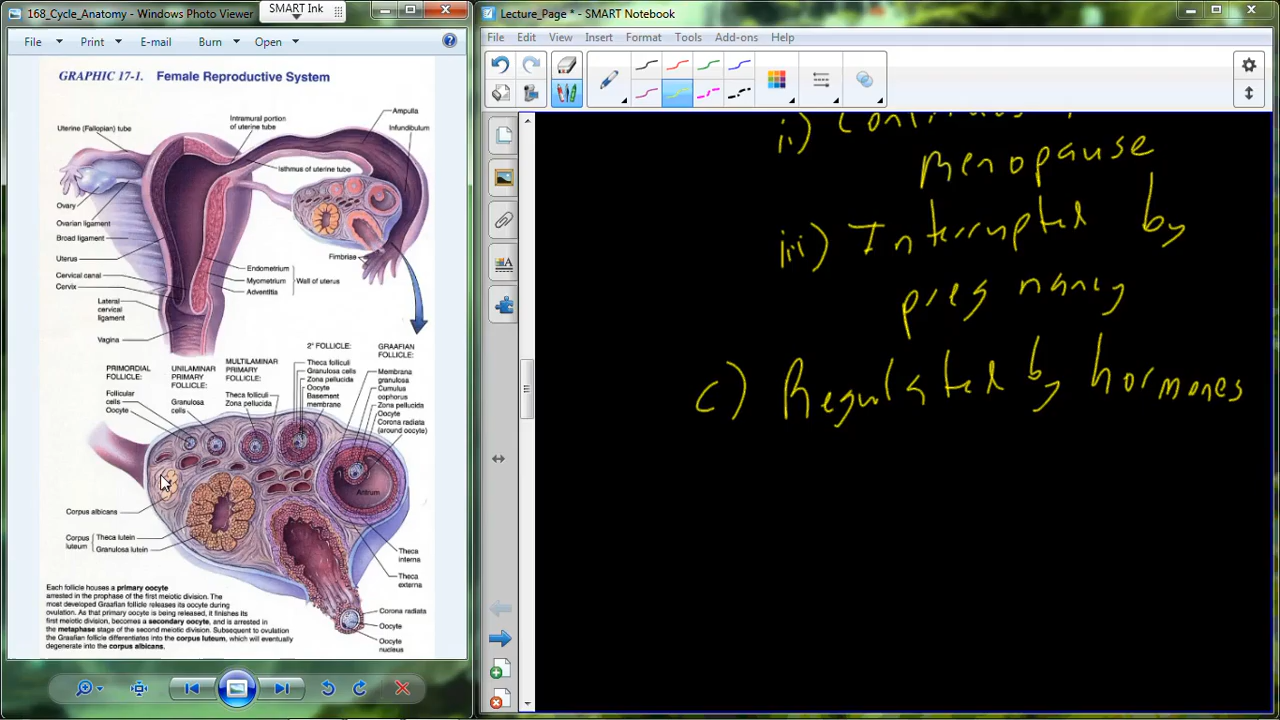 168_Cycle_Anatomy - Windows Photo Viewer
SMART Ink
File Print E-mail Burn Open
GRAPHIC 17-1. Female Reproductive System
Ampulla
Infundibulum
Intramural portion
of uterine tube
Uterine (Fallopian) tube
Isthmus of uterine tube
Ovary
Ovarian ligament
Broad ligament
Uterus
Cervical canal
Cervix
Lateral
cervical
ligament
Vagina
Fimbriae
Endometrium
Myometrium
Adventitia
Wall of uterus
PRIMORDIAL
FOLLICLE:
Follicular
cells
Oocyte
UNILAMINAR
PRIMARY
FOLLICLE:
Granulosa
cells
MULTILAMINAR
PRIMARY
FOLLICLE:
Theca folliculi
Zona pellucida
2° FOLLICLE:
Theca folliculi
Granulosa cells
Zona pellucida
Oocyte
Basement
membrane
GRAAFIAN
FOLLICLE:
Membrana
granulosa
Cumulus
oophorus
Zona pellucida
Oocyte
Corona radiata
(around oocyte)
Antrum
Corpus albicans
Corpus
luteum
Theca lutein
Granulosa lutein
Theca
interna
Theca
externa
Corona radiata
Oocyte
Oocyte
nucleus
Each follicle houses a primary oocyte
arrested in the prophase of the first meiotic division. The
most developed Graafian follicle releases its oocyte during
ovulation. As that primary oocyte is being released, it finishes its
first meiotic division, becomes a secondary oocyte, and is arrested in
the metaphase stage of the second meiotic division. Subsequent to ovulation
the Graafian follicle differentiates into the corpus luteum, which will eventually
degenerate into the corpus albicans.
Lecture_Page * - SMART Notebook
File Edit View Insert Format Tools Add-ons Help
ii)
menopause
iii) Interrupted by
pregnancy
c) Regulated by hormones